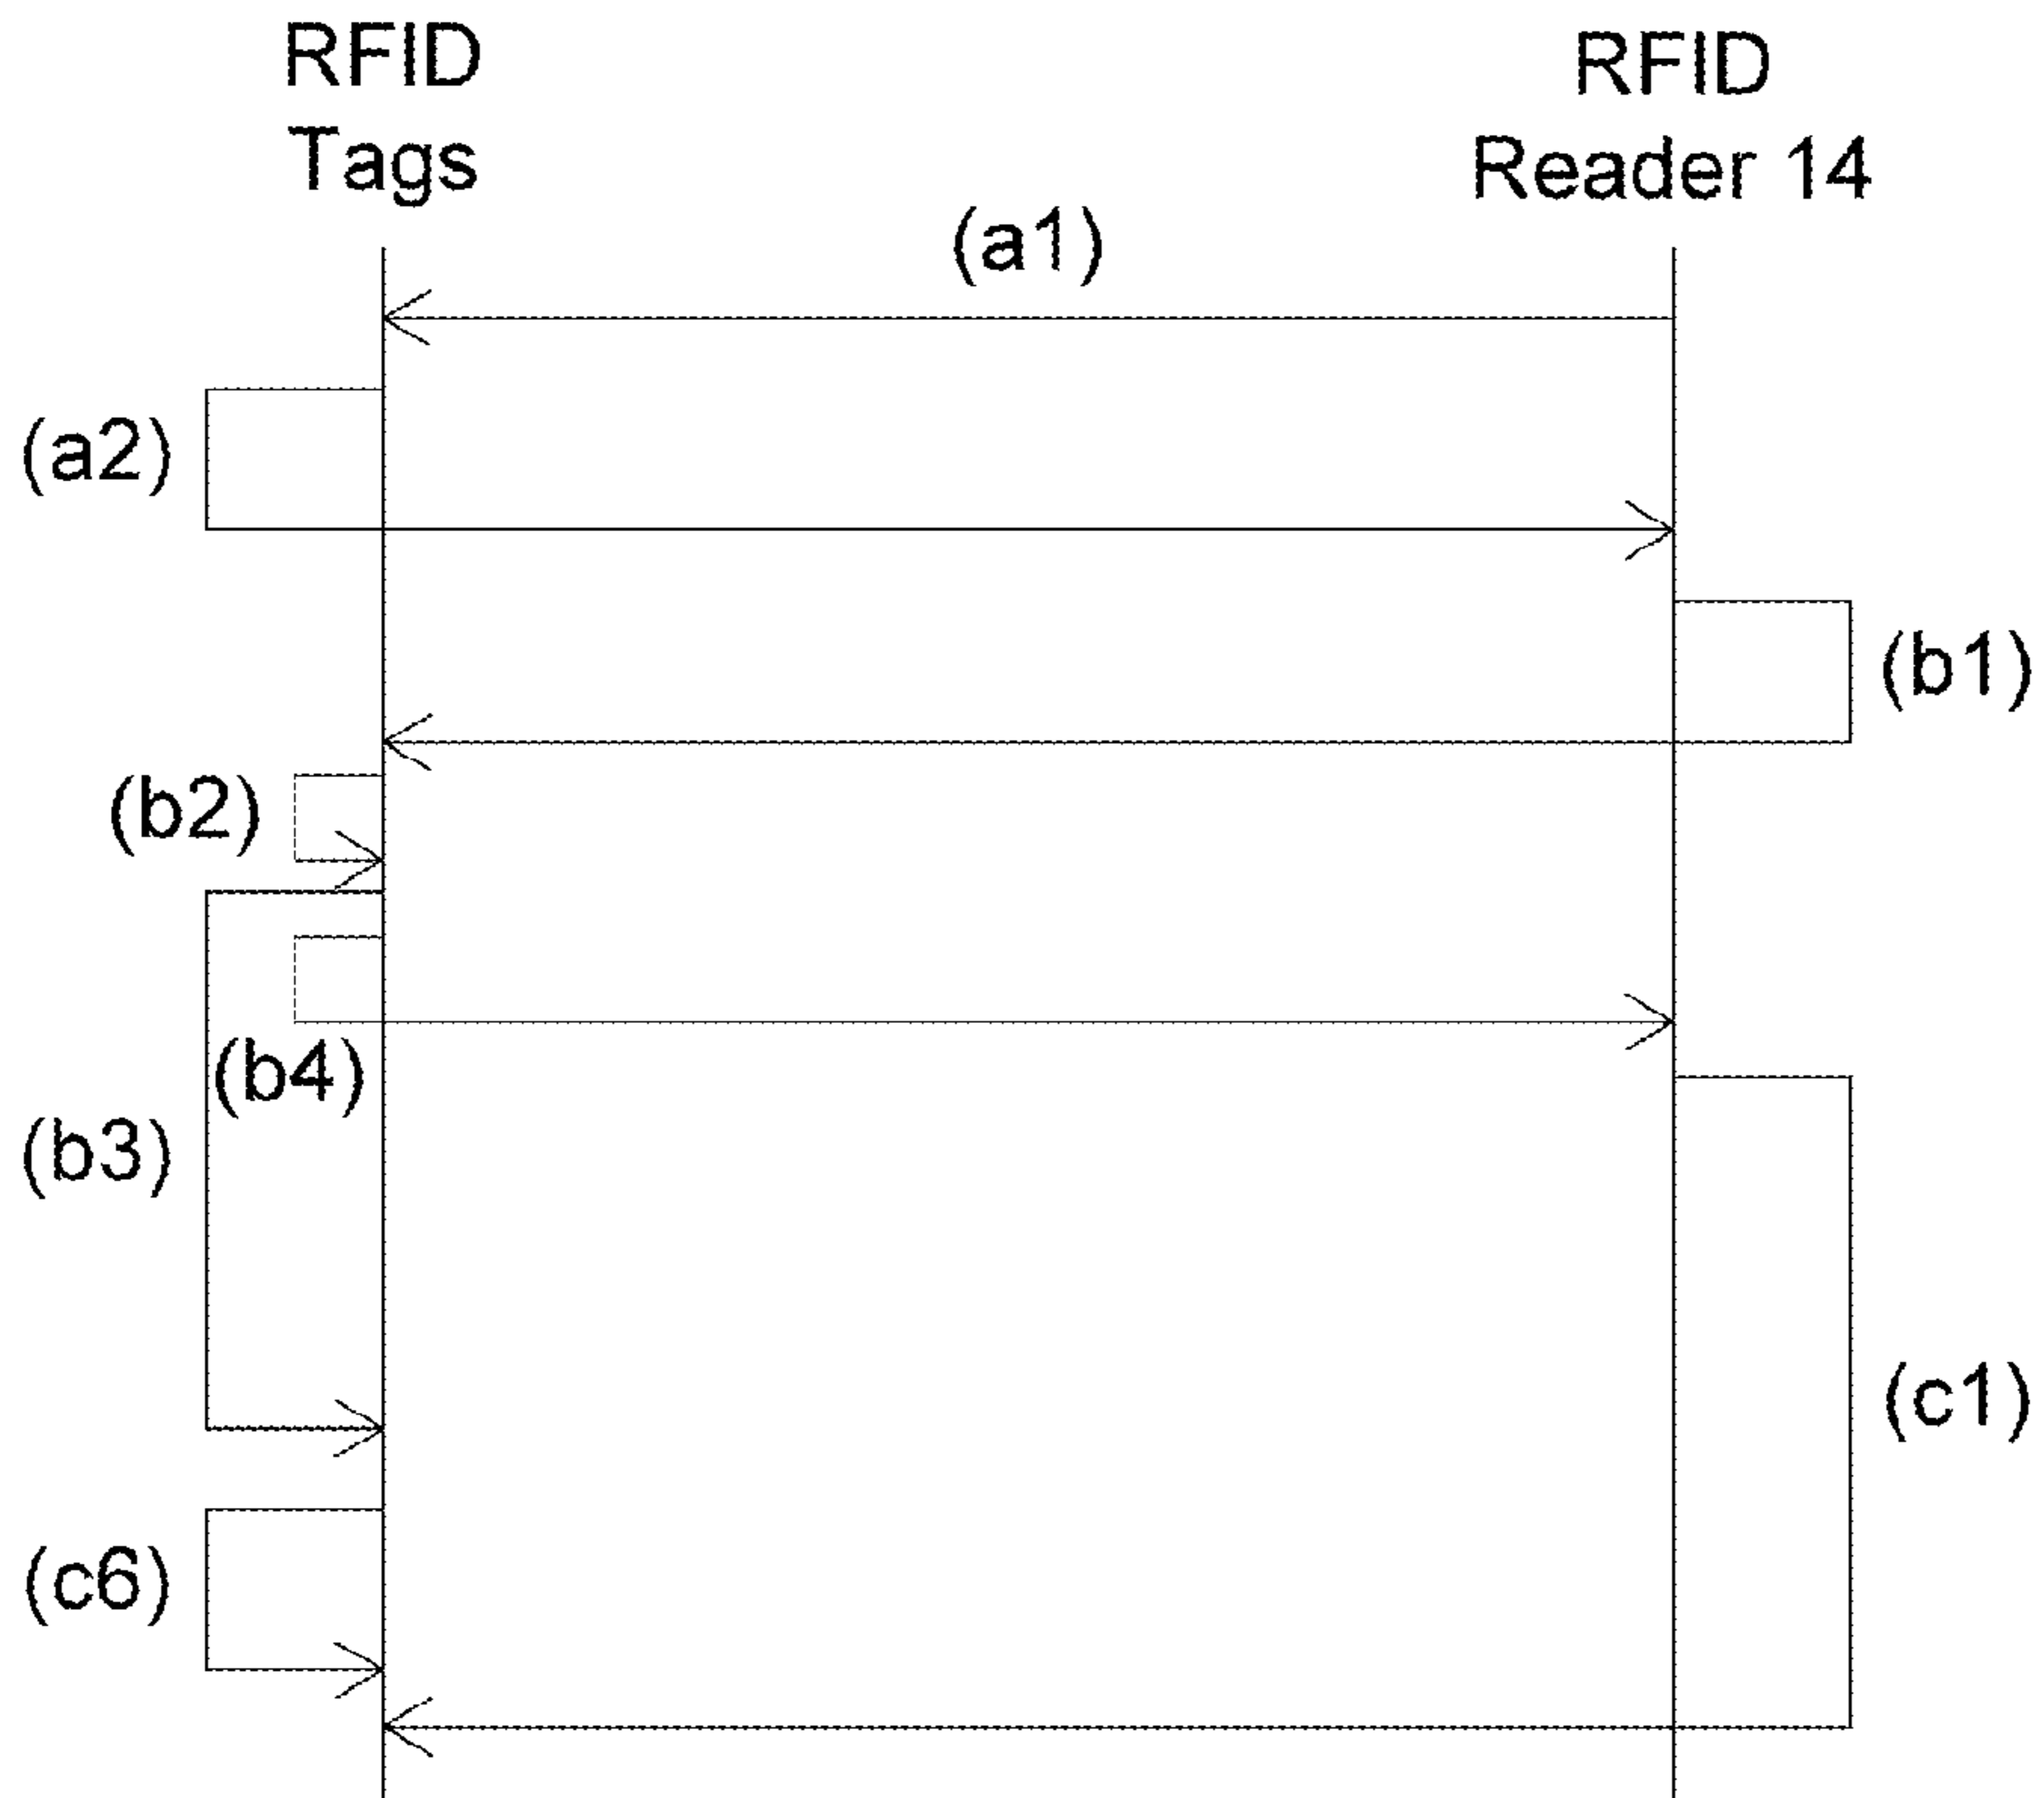 RFID
Tags
RFID
Reader 14
(a1)
(a2)
(b1)
(b2)
(b4)
(b3)
(c1)
(c6)